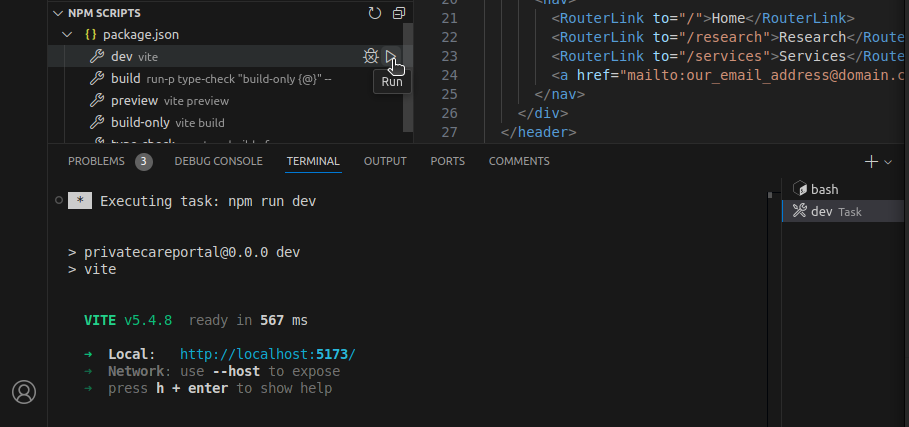 NPM SCRIPTS
{} package.json
dev vite
build run-p type-check "build-only {@}" --
Run
preview vite preview
build-only vite build
20 <nav>
21 <RouterLink to="/">Home</RouterLink>
22 <RouterLink to="/research">Research</Route
23 <RouterLink to="/services">Services</Route
24 <a href="mailto:our_email_address@domain.c
25 </nav>
26 </div>
27 </header>
PROBLEMS 3 DEBUG CONSOLE TERMINAL OUTPUT PORTS COMMENTS
* Executing task: npm run dev
> privatecareportal@0.0.0 dev
> vite
VITE v5.4.8 ready in 567 ms
➜ Local: http://localhost:5173/
➜ Network: use --host to expose
➜ press h + enter to show help
bash
dev Task